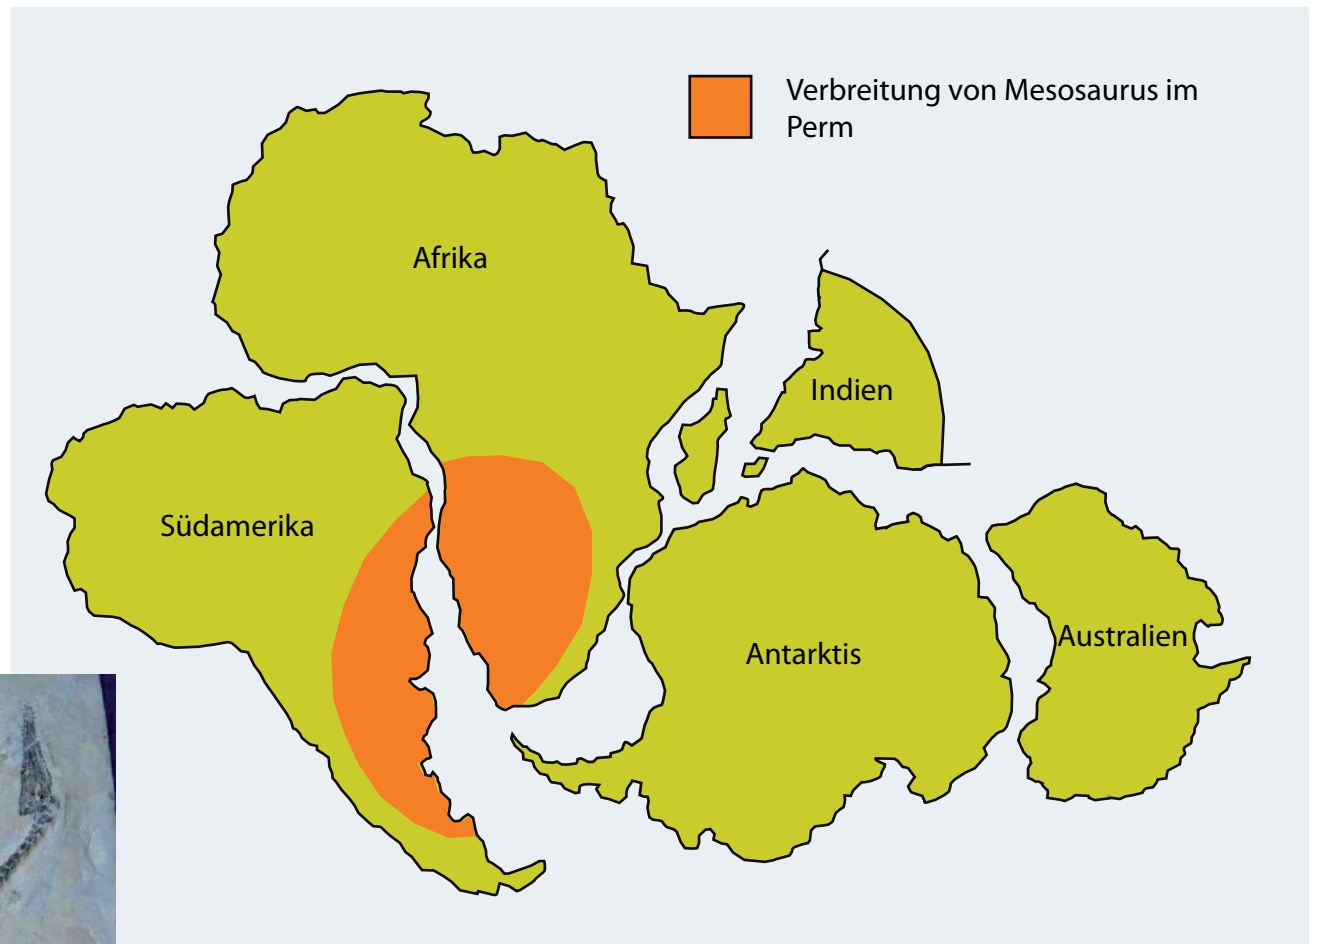 Verbreitung von Mesosaurus im
Perm
Afrika
Indien
Südamerika
Antarktis
Australien